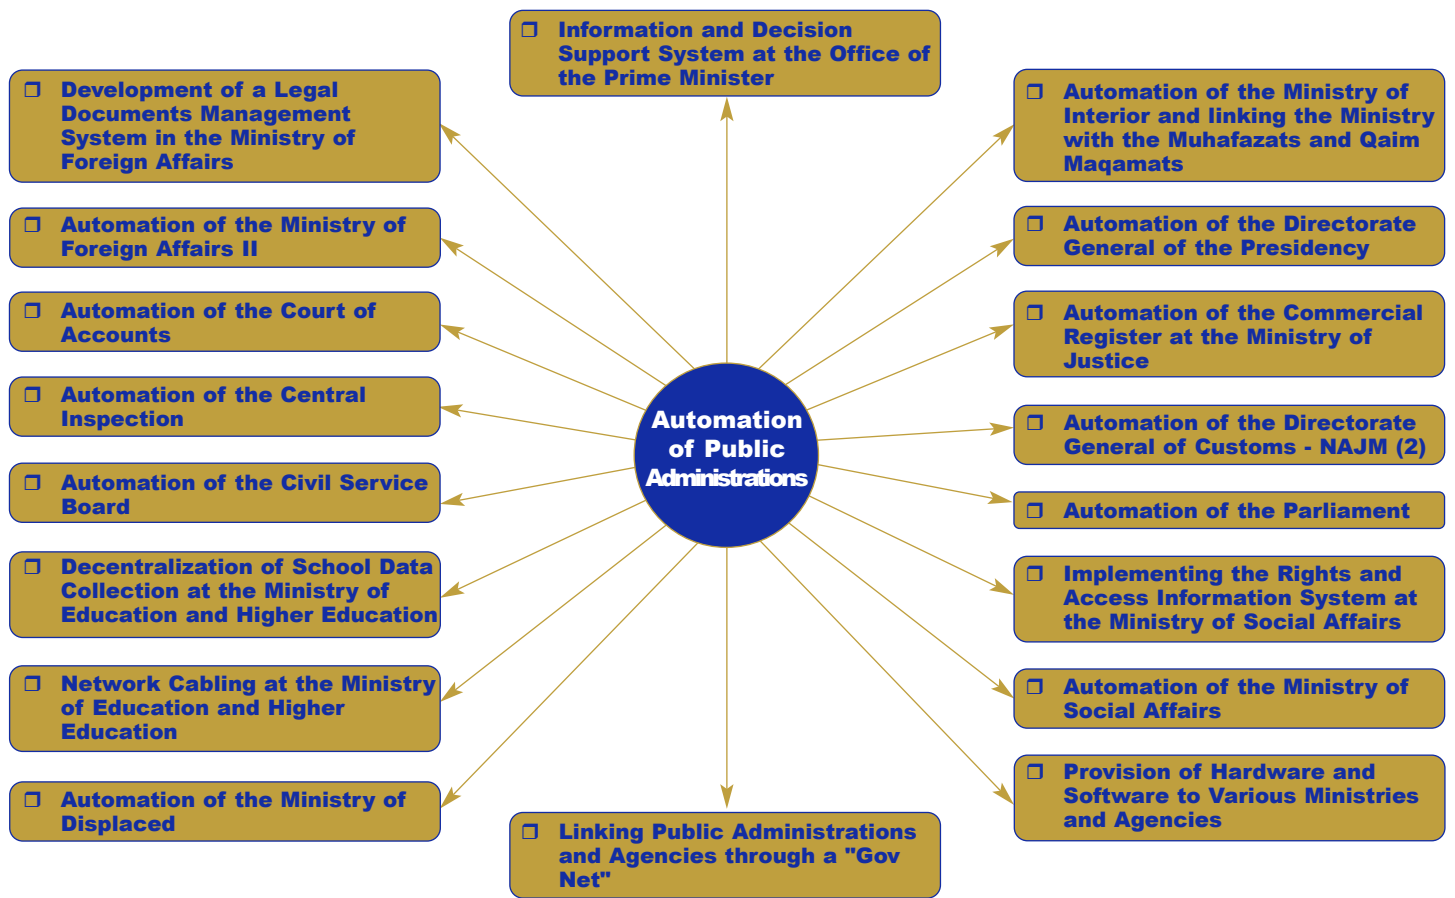 ❒ Information and Decision
Support System at the Office of
the Prime Minister
❒ Development of a Legal
Documents Management
System in the Ministry of
Foreign Affairs
❒ Automation of the Ministry of
Foreign Affairs II
❒ Automation of the Court of
Accounts
❒ Automation of the Central
Inspection
❒ Automation of the Civil Service
Board
❒ Decentralization of School Data
Collection at the Ministry of
Education and Higher Education
❒ Network Cabling at the Ministry
of Education and Higher
Education
❒ Automation of the Ministry of
Displaced
Automation
of Public
Administrations
❒ Automation of the Ministry of
Interior and linking the Ministry
with the Muhafazats and Qaim
Maqamats
❒ Automation of the Directorate
General of the Presidency
❒ Automation of the Commercial
Register at the Ministry of
Justice
❒ Automation of the Directorate
General of Customs - NAJM (2)
❒ Automation of the Parliament
❒ Implementing the Rights and
Access Information System at
the Ministry of Social Affairs
❒ Automation of the Ministry of
Social Affairs
❒ Provision of Hardware and
Software to Various Ministries
and Agencies
❒ Linking Public Administrations
and Agencies through a "Gov
Net"